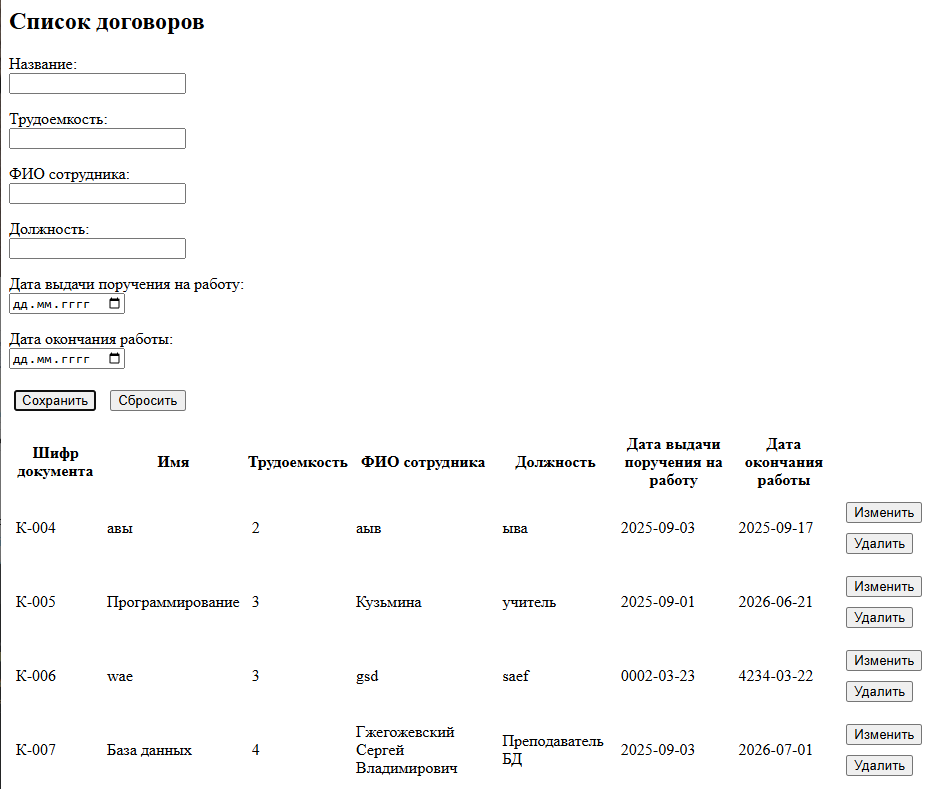 Список договоров
Название:
Трудоемкость:
ФИО сотрудника:
Должность:
Дата выдачи поручения на работу:
дд.мм.гггг
Дата окончания работы:
дд.мм.гггг
Сохранить Сбросить
Шифр документа Имя Трудоемкость ФИО сотрудника Должность Дата выдачи поручения на работу Дата окончания работы
К-004 авы 2 аыв ыва 2025-09-03 2025-09-17 Изменить Удалить
К-005 Программирование 3 Кузьмина учитель 2025-09-01 2026-06-21 Изменить Удалить
К-006 wae 3 gsd saef 0002-03-23 4234-03-22 Изменить Удалить
К-007 База данных 4 Гжегожевский Сергей Владимирович Преподаватель БД 2025-09-03 2026-07-01 Изменить Удалить